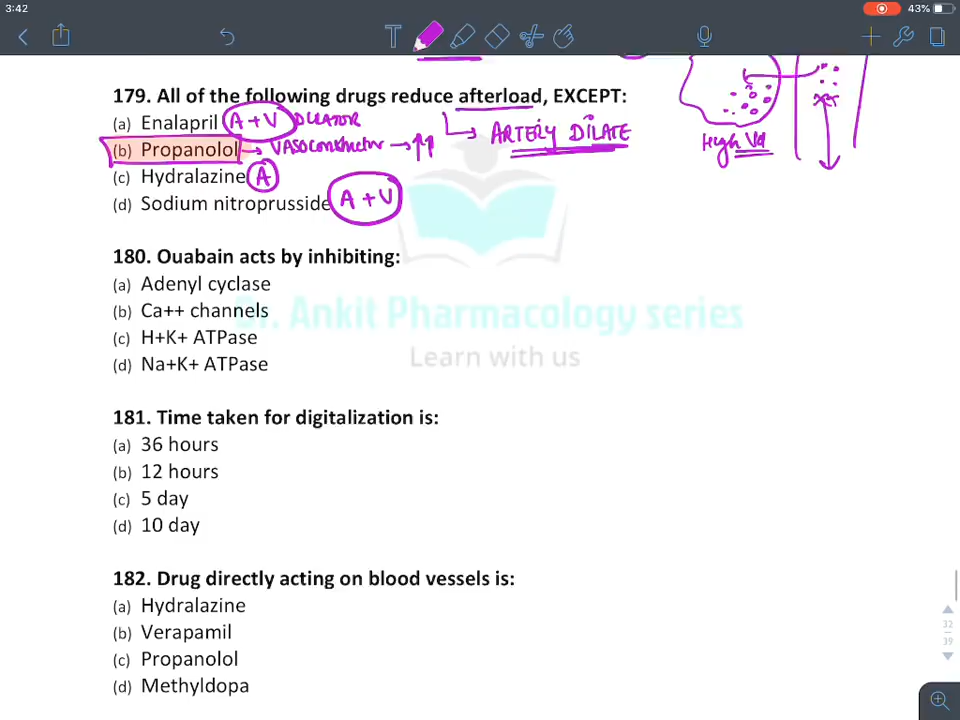 3:42
43%
T
179. All of the following drugs reduce afterload, EXCEPT:
(a) Enalapril A + V DILATOR
ARTERY DILATE
(b) Propanolol → VASOconstructor → ↑↑
High Vd
(c) Hydralazine A
(d) Sodium nitroprusside A + V
180. Ouabain acts by inhibiting:
(a) Adenyl cyclase
(b) Ca++ channels
Dr. Ankit Pharmacology series
(c) H+K+ ATPase
Learn with us
(d) Na+K+ ATPase
181. Time taken for digitalization is:
(a) 36 hours
(b) 12 hours
(c) 5 day
(d) 10 day
182. Drug directly acting on blood vessels is:
(a) Hydralazine
(b) Verapamil
(c) Propanolol
(d) Methyldopa
32
39